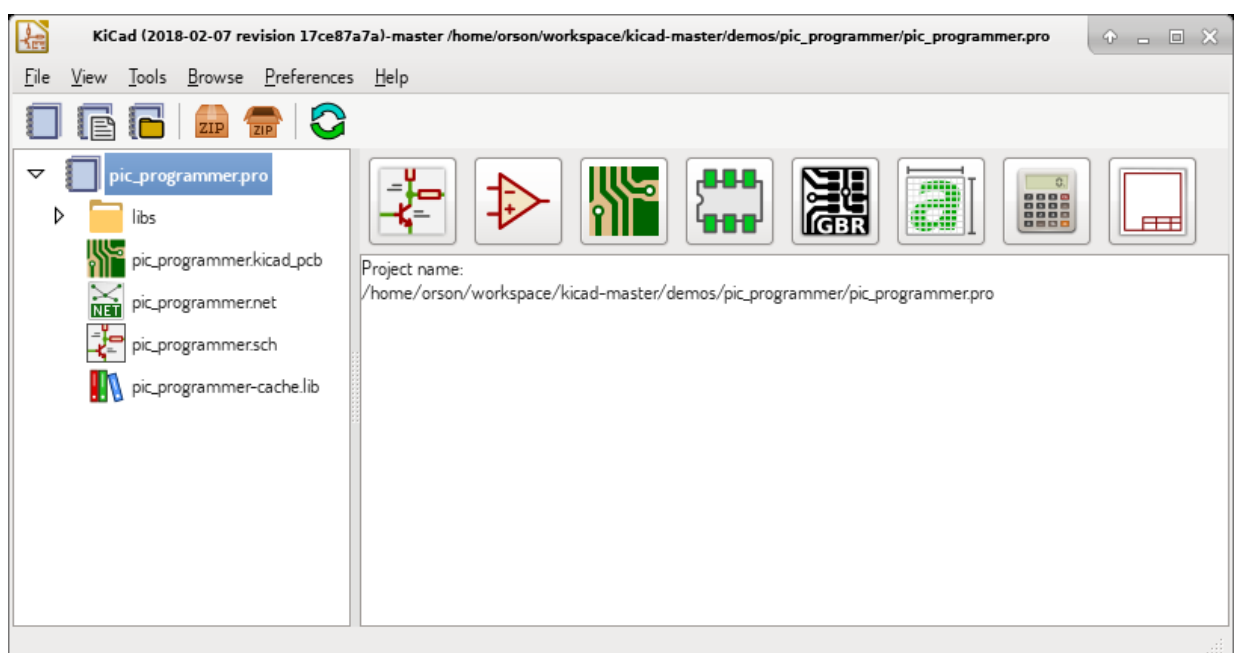 KiCad (2018-02-07 revision 17ce87a7a)-master /home/orson/workspace/kicad-master/demos/pic_programmer/pic_programmer.pro
File View Tools Browse Preferences Help
ZIP ZIP
pic_programmer.pro
libs
pic_programmer.kicad_pcb
NET
pic_programmer.net
pic_programmer.sch
pic_programmer-cache.lib
GBR
a
0.
Project name:
/home/orson/workspace/kicad-master/demos/pic_programmer/pic_programmer.pro